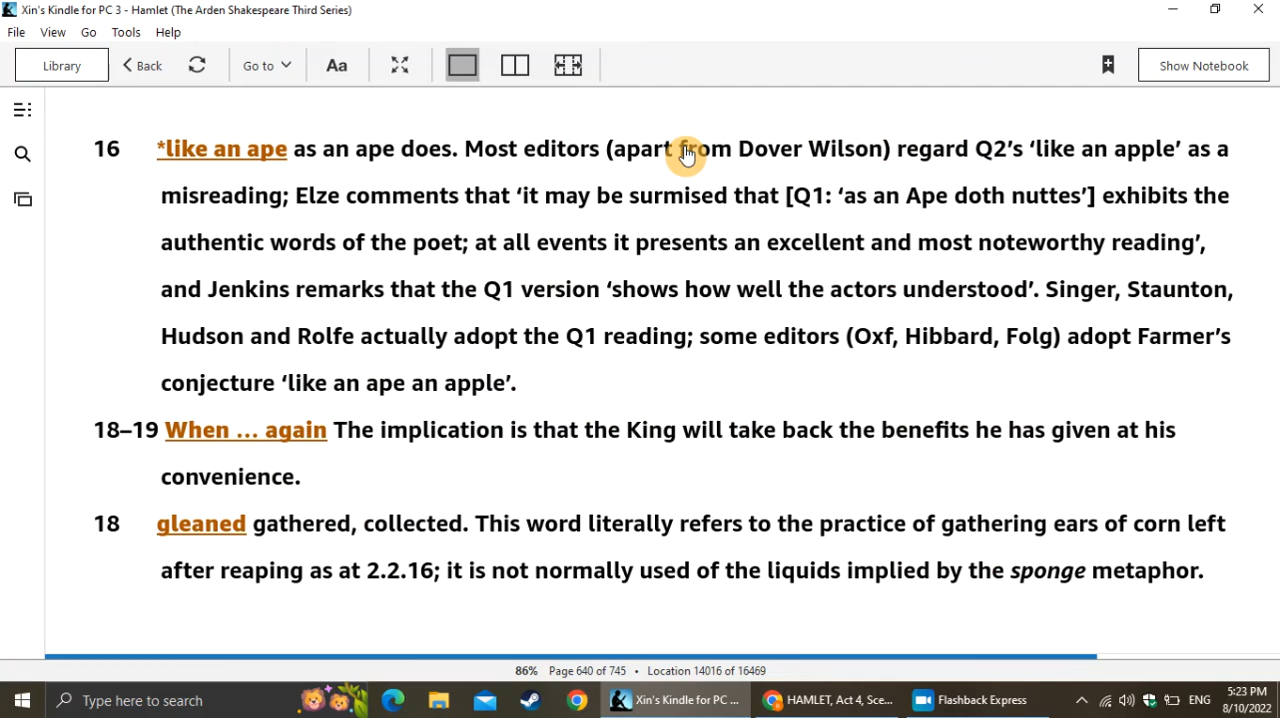 Xin's Kindle for PC 3 - Hamlet (The Arden Shakespeare Third Series)
File View Go Tools Help
Library Back Go to Aa Show Notebook
16 *like an ape as an ape does. Most editors (apart from Dover Wilson) regard Q2’s ‘like an apple’ as a
misreading; Elze comments that ‘it may be surmised that [Q1: ‘as an Ape doth nuttes’] exhibits the
authentic words of the poet; at all events it presents an excellent and most noteworthy reading’,
and Jenkins remarks that the Q1 version ‘shows how well the actors understood’. Singer, Staunton,
Hudson and Rolfe actually adopt the Q1 reading; some editors (Oxf, Hibbard, Folg) adopt Farmer’s
conjecture ‘like an ape an apple’.
18–19 When … again The implication is that the King will take back the benefits he has given at his
convenience.
18 gleaned gathered, collected. This word literally refers to the practice of gathering ears of corn left
after reaping as at 2.2.16; it is not normally used of the liquids implied by the sponge metaphor.
86% Page 640 of 745 • Location 14016 of 16469
Type here to search Xin's Kindle for PC ... HAMLET, Act 4, Sce... Flashback Express ENG 5:23 PM
8/10/2022